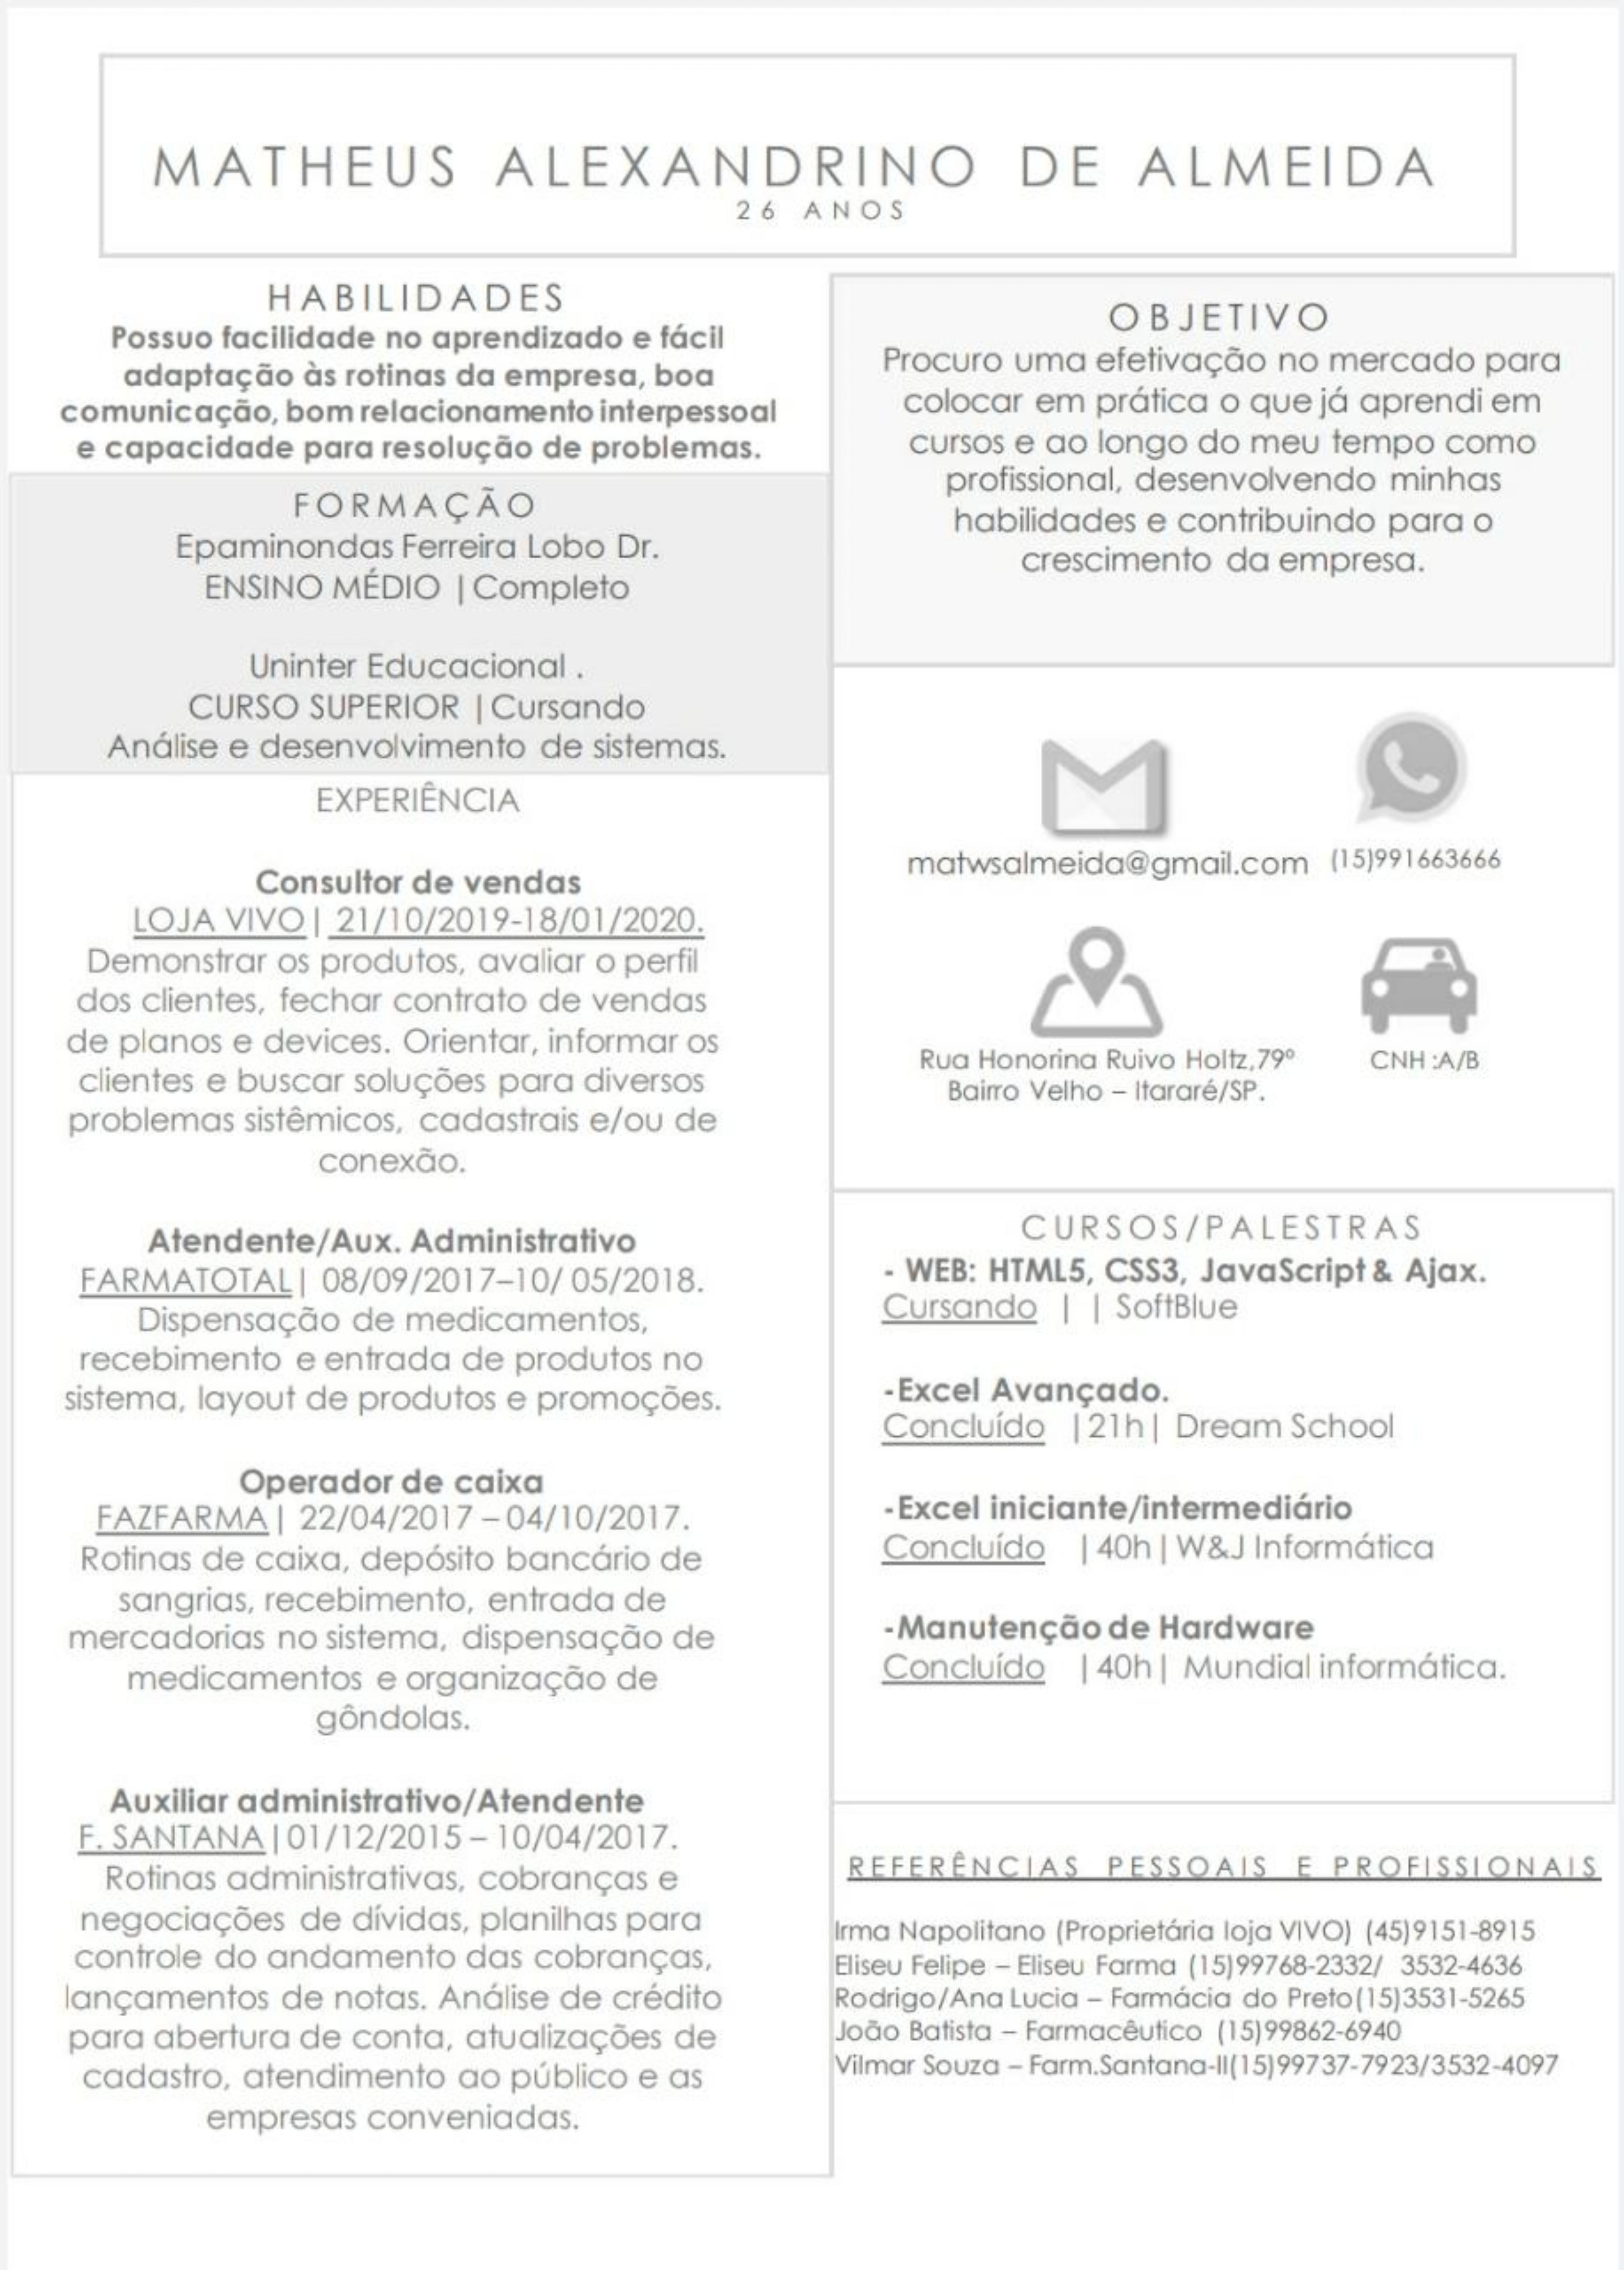 MATHEUS ALEXANDRINO DE ALMEIDA
26 ANOS
HABILIDADES
Possuo facilidade no aprendizado e fácil
adaptação às rotinas da empresa, boa
comunicação, bom relacionamento interpessoal
e capacidade para resolução de problemas.
FORMAÇÃO
Epaminondas Ferreira Lobo Dr.
ENSINO MÉDIO | Completo
Uninter Educacional .
CURSO SUPERIOR | Cursando
Análise e desenvolvimento de sistemas.
EXPERIÊNCIA
Consultor de vendas
LOJA VIVO | 21/10/2019-18/01/2020.
Demonstrar os produtos, avaliar o perfil
dos clientes, fechar contrato de vendas
de planos e devices. Orientar, informar os
clientes e buscar soluções para diversos
problemas sistêmicos, cadastrais e/ou de
conexão.
Atendente/Aux. Administrativo
FARMATOTAL | 08/09/2017–10/ 05/2018.
Dispensação de medicamentos,
recebimento e entrada de produtos no
sistema, layout de produtos e promoções.
Operador de caixa
FAZFARMA | 22/04/2017 – 04/10/2017.
Rotinas de caixa, depósito bancário de
sangrias, recebimento, entrada de
mercadorias no sistema, dispensação de
medicamentos e organização de
gôndolas.
Auxiliar administrativo/Atendente
F. SANTANA | 01/12/2015 – 10/04/2017.
Rotinas administrativas, cobranças e
negociações de dívidas, planilhas para
controle do andamento das cobranças,
lançamentos de notas. Análise de crédito
para abertura de conta, atualizações de
cadastro, atendimento ao público e as
empresas conveniadas.
OBJETIVO
Procuro uma efetivação no mercado para
colocar em prática o que já aprendi em
cursos e ao longo do meu tempo como
profissional, desenvolvendo minhas
habilidades e contribuindo para o
crescimento da empresa.
matwsalmeida@gmail.com (15)991663666
Rua Honorina Ruivo Holtz,79º
Bairro Velho – Itararé/SP.
CNH :A/B
CURSOS/PALESTRAS
- WEB: HTML5, CSS3, JavaScript & Ajax.
Cursando | | SoftBlue
-Excel Avançado.
Concluído |21h| Dream School
-Excel iniciante/intermediário
Concluído |40h| W&J Informática
-Manutenção de Hardware
Concluído |40h| Mundial informática.
REFERÊNCIAS PESSOAIS E PROFISSIONAIS
Irma Napolitano (Proprietária loja VIVO) (45)9151-8915
Eliseu Felipe – Eliseu Farma (15)99768-2332/ 3532-4636
Rodrigo/Ana Lucia – Farmácia do Preto(15)3531-5265
João Batista – Farmacêutico (15)99862-6940
Vilmar Souza – Farm.Santana-II(15)99737-7923/3532-4097